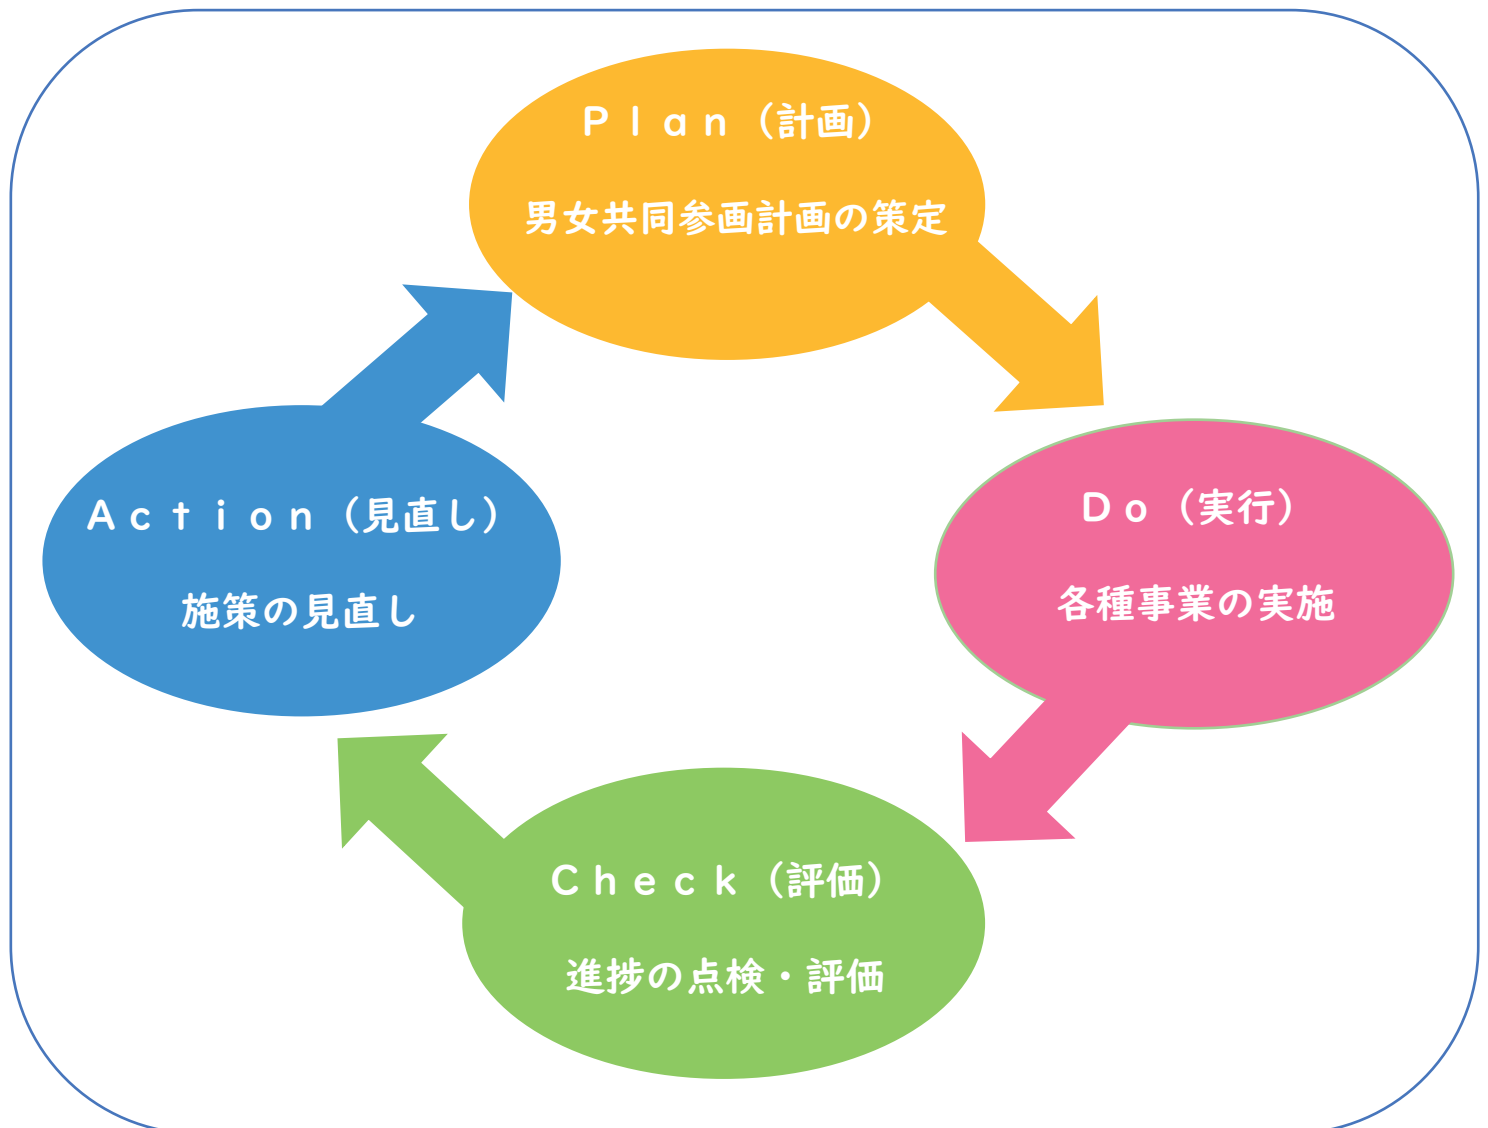 Ｐｌａｎ（計画）
男女共同参画計画の策定
Ｄｏ（実行）
各種事業の実施
Ｃｈｅｃｋ（評価）
進捗の点検・評価
Ａｃｔｉｏｎ（見直し）
施策の見直し